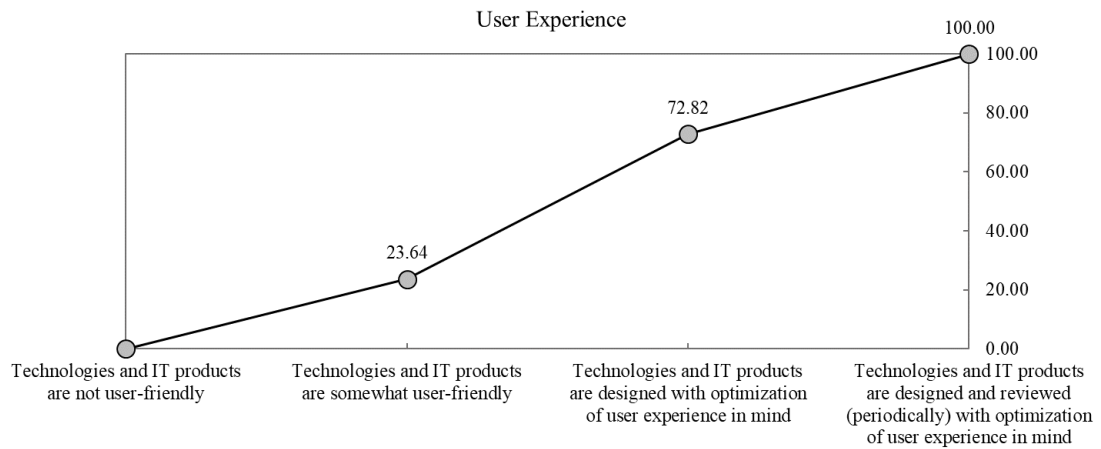 User Experience
100.00
100.00
80.00
72.82
60.00
40.00
23.64
20.00
0.00
Technologies and IT products
are not user-friendly
Technologies and IT products
are somewhat user-friendly
Technologies and IT products
are designed with optimization
of user experience in mind
Technologies and IT products
are designed and reviewed
(periodically) with optimization
of user experience in mind